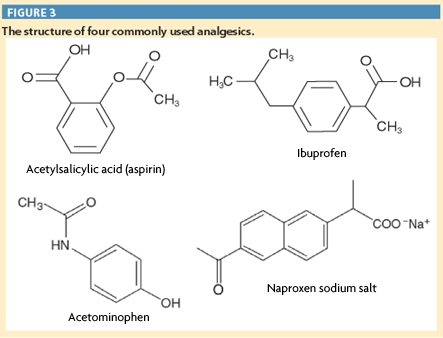 FIGURE 3
The structure of four commonly used analgesics.
OH
O
O
O
CH₃
Acetylsalicylic acid (aspirin)
CH₃
H₃C
O
OH
CH₃
Ibuprofen
CH₃
O
HN
OH
Acetominophen
COO⁻Na⁺
O
Naproxen sodium salt